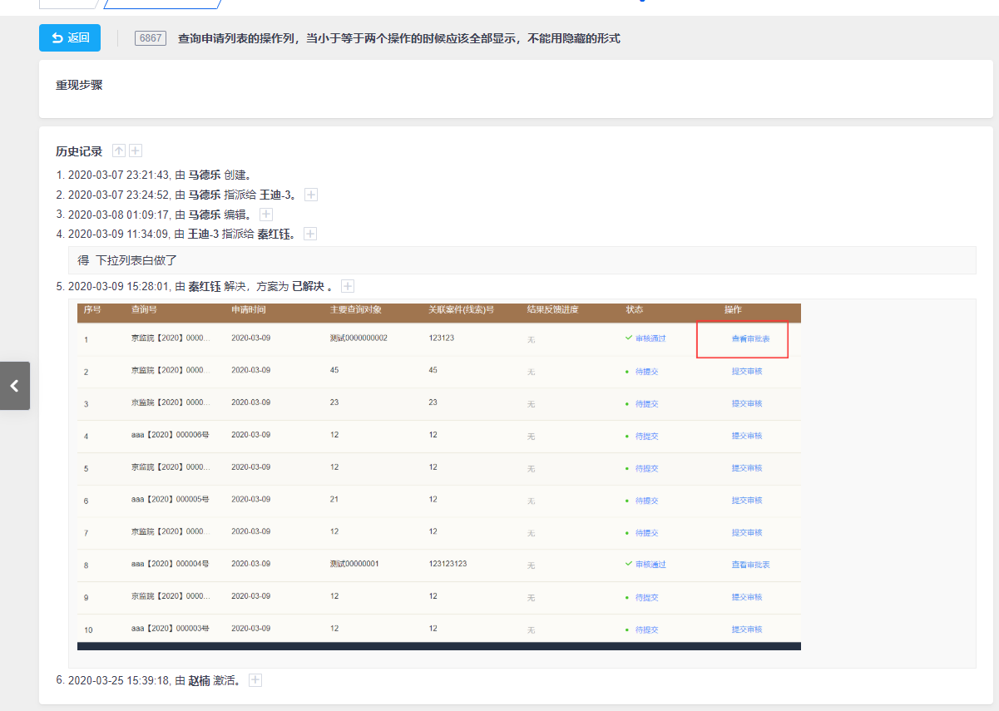 返回 6867 查询申请列表的操作列，当小于等于两个操作的时候应该全部显示，不能用隐藏的形式
重现步骤
历史记录
1. 2020-03-07 23:21:43, 由 马德乐 创建。
2. 2020-03-07 23:24:52, 由 马德乐 指派给 王迪-3。
3. 2020-03-08 01:09:17, 由 马德乐 编辑。
4. 2020-03-09 11:34:09, 由 王迪-3 指派给 秦红钰。
得 下拉列表白做了
5. 2020-03-09 15:28:01, 由 秦红钰 解决，方案为 已解决 。
序号 查询号 申请时间 主要查询对象 关联案件(线索)号 结果反馈进度 状态 操作
1 京监院【2020】0000... 2020-03-09 测试0000000002 123123 无 审核通过 查看审批表
2 京监院【2020】0000... 2020-03-09 45 45 无 待提交 提交审核
3 京监院【2020】0000... 2020-03-09 23 23 无 待提交 提交审核
4 aaa【2020】000006号 2020-03-09 12 12 无 待提交 提交审核
5 京监院【2020】0000... 2020-03-09 12 12 无 待提交 提交审核
6 aaa【2020】000005号 2020-03-09 21 12 无 待提交 提交审核
7 京监院【2020】0000... 2020-03-09 12 12 无 待提交 提交审核
8 aaa【2020】000004号 2020-03-09 测试00000001 123123123 无 审核通过 查看审批表
9 京监院【2020】0000... 2020-03-09 12 12 无 待提交 提交审核
10 aaa【2020】000003号 2020-03-09 12 12 无 待提交 提交审核
6. 2020-03-25 15:39:18, 由 赵楠 激活。